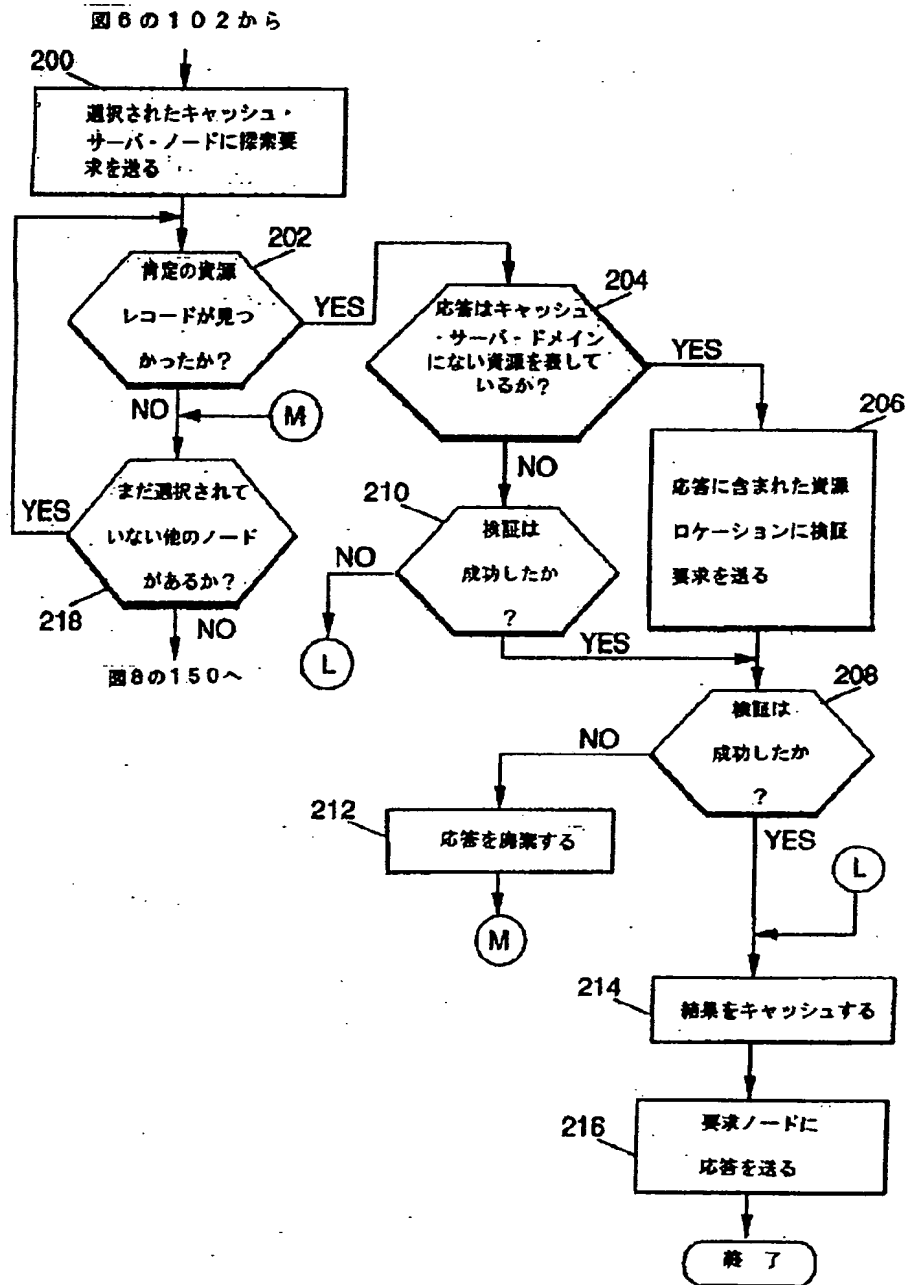 図6の102から
200
選択されたキャッシュ・
サーバ・ノードに探索要
求を送る
202
肯定の資源
レコードが見つ
かったか?
YES
NO
M
204
応答はキャッシュ
・サーバ・ドメイン
にない資源を表して
いるか?
YES
NO
206
応答に含まれた資源
ロケーションに検証
要求を送る
YES
まだ選択されて
いない他のノード
があるか?
218
NO
図8の150へ
210
検証は
成功したか
?
NO
L
YES
208
検証は
成功したか
?
NO
YES
212
応答を廃棄する
M
L
214
結果をキャッシュする
216
要求ノードに
応答を送る
終 了